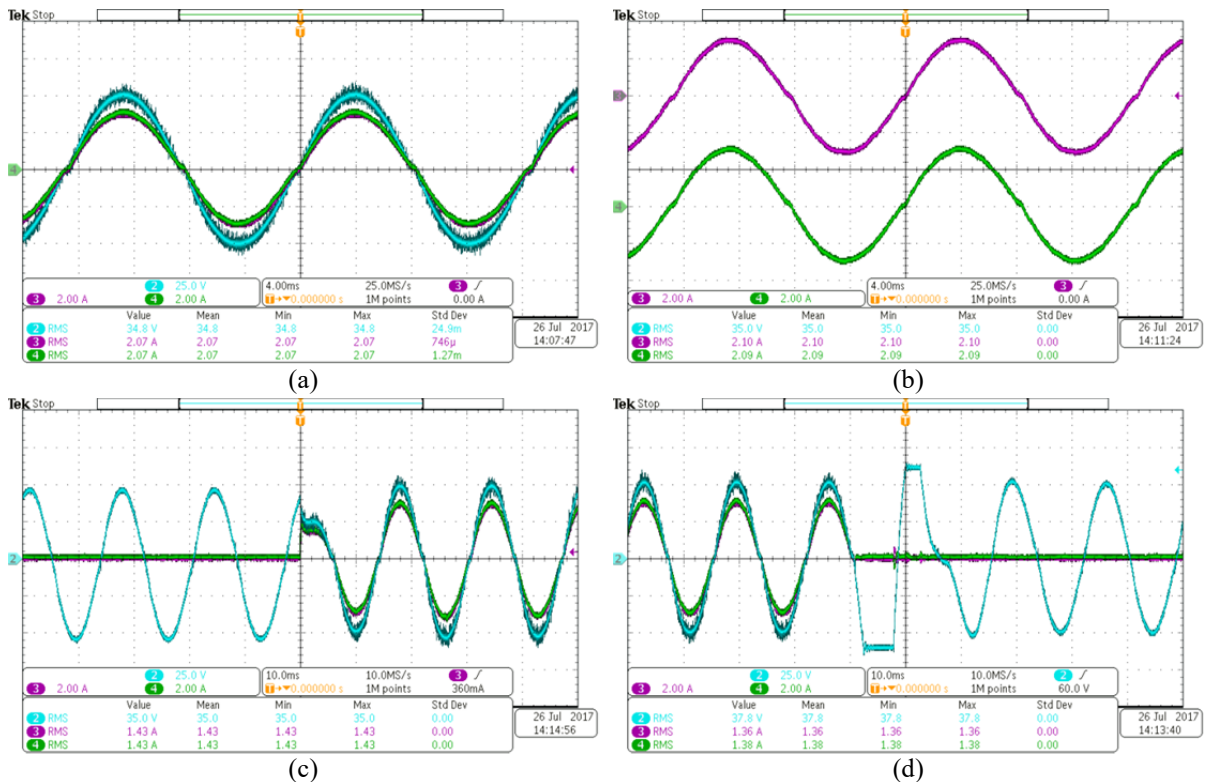 Tek Stop
T
T
4
2 25.0 V
3 2.00 A 4 2.00 A
4.00ms 25.0MS/s 3
T→▼0.000000 s 1M points 0.00 A
Value Mean Min Max Std Dev
2 RMS 34.8 V 34.8 34.8 34.8 24.9m
3 RMS 2.07 A 2.07 2.07 2.07 746µ
4 RMS 2.07 A 2.07 2.07 2.07 1.27m
26 Jul 2017
14:07:47
(a)
Tek Stop
T
T
3
4
3 2.00 A 4 2.00 A
4.00ms 25.0MS/s 3
T→▼0.000000 s 1M points 0.00 A
Value Mean Min Max Std Dev
2 RMS 35.0 V 35.0 35.0 35.0 0.00
3 RMS 2.10 A 2.10 2.10 2.10 0.00
4 RMS 2.09 A 2.09 2.09 2.09 0.00
26 Jul 2017
14:11:24
(b)
Tek Stop
T
T
2
2 25.0 V
3 2.00 A 4 2.00 A
10.0ms 10.0MS/s 3
T→▼0.000000 s 1M points 360mA
Value Mean Min Max Std Dev
2 RMS 35.0 V 35.0 35.0 35.0 0.00
3 RMS 1.43 A 1.43 1.43 1.43 0.00
4 RMS 1.43 A 1.43 1.43 1.43 0.00
26 Jul 2017
14:14:56
(c)
Tek Stop
T
T
2
2 25.0 V
3 2.00 A 4 2.00 A
10.0ms 10.0MS/s 2
T→▼0.000000 s 1M points 60.0 V
Value Mean Min Max Std Dev
2 RMS 37.8 V 37.8 37.8 37.8 0.00
3 RMS 1.36 A 1.36 1.36 1.36 0.00
4 RMS 1.38 A 1.38 1.38 1.38 0.00
26 Jul 2017
14:13:40
(d)